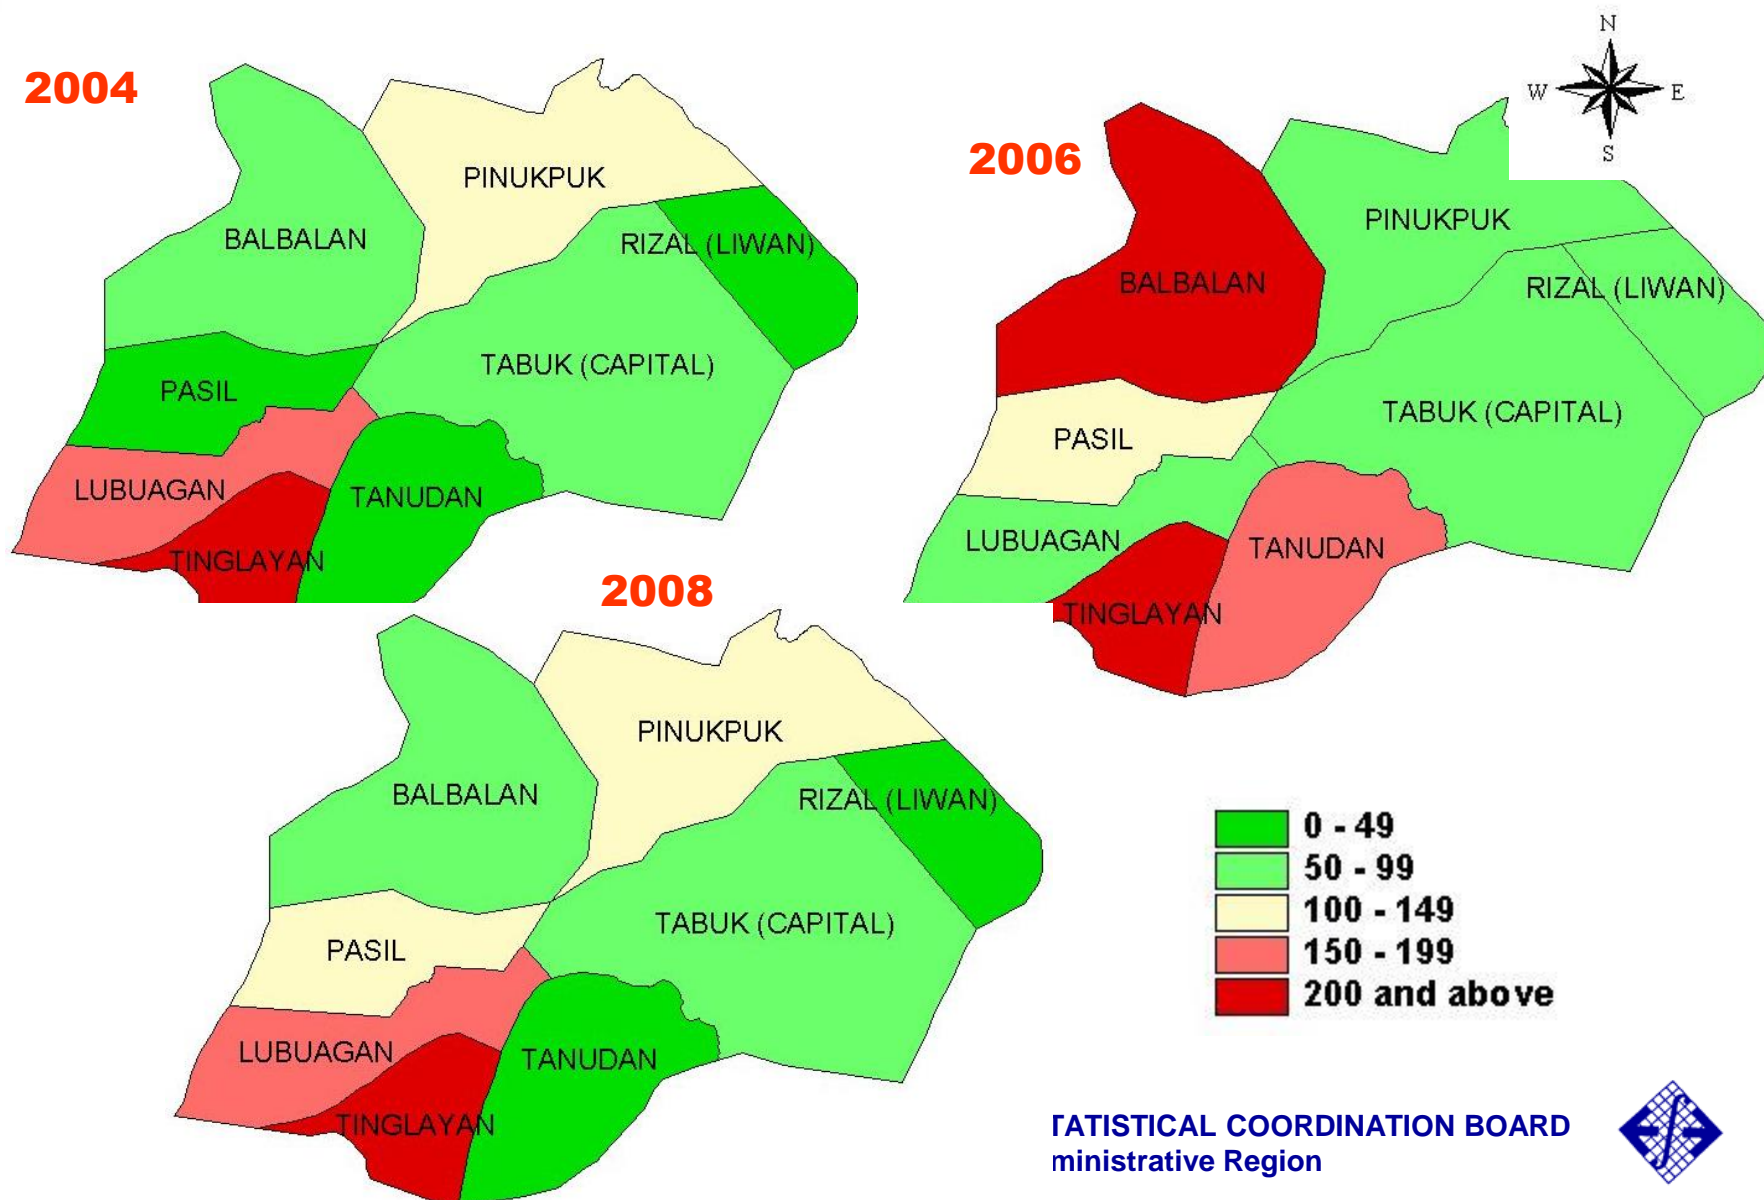 2004
PINUKPUK
BALBALAN
RIZAL (LIWAN)
TABUK (CAPITAL)
PASIL
LUBUAGAN
TANUDAN
TINGLAYAN
N
W
E
S
2006
PINUKPUK
BALBALAN
RIZAL (LIWAN)
TABUK (CAPITAL)
PASIL
LUBUAGAN
TANUDAN
TINGLAYAN
2008
PINUKPUK
BALBALAN
RIZAL (LIWAN)
TABUK (CAPITAL)
PASIL
LUBUAGAN
TANUDAN
TINGLAYAN
0 - 49
50 - 99
100 - 149
150 - 199
200 and above
TATISTICAL COORDINATION BOARD
ministrative Region